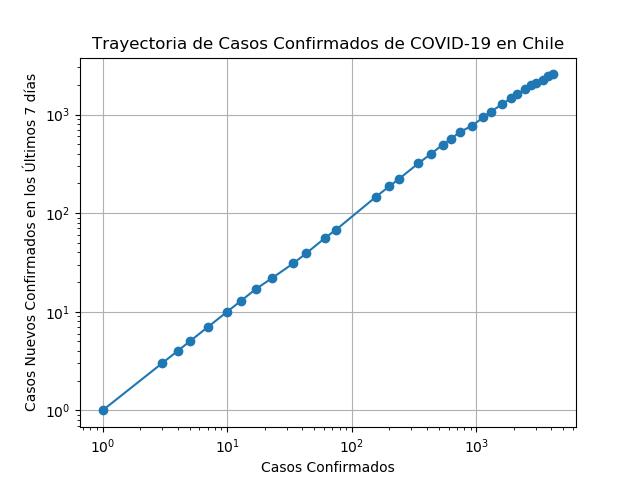 Trayectoria de Casos Confirmados de COVID-19 en Chile
Casos Nuevos Confirmados en los Últimos 7 días
10³
10²
10¹
10⁰
10⁰ 10¹ 10² 10³
Casos Confirmados